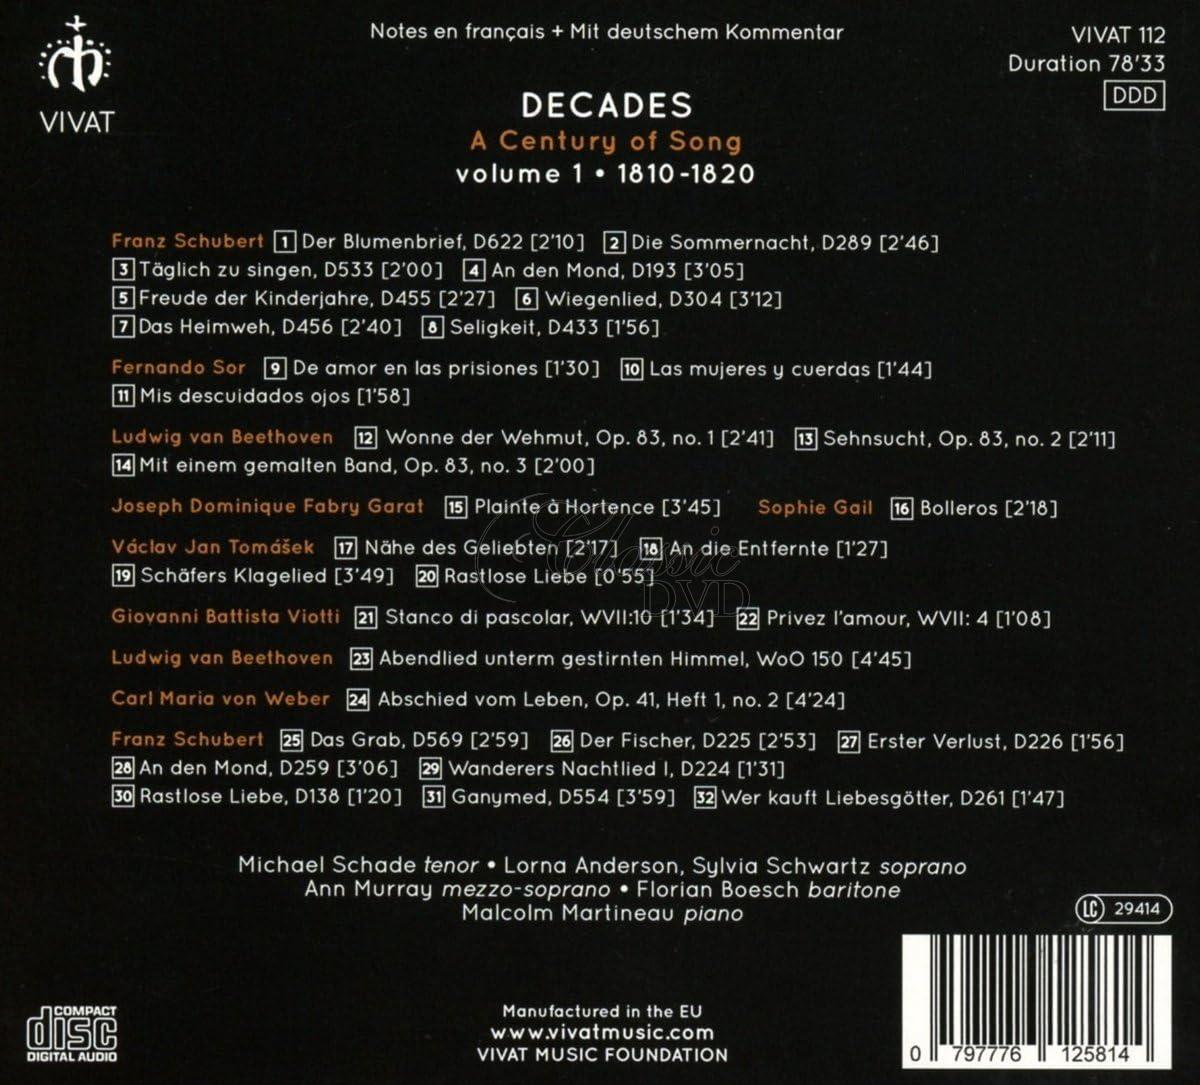 Notes en français + Mit deutschem Kommentar
VIVAT 112
Duration 78'33
DDD
VIVAT
DECADES
A Century of Song
volume 1 • 1810-1820
Franz Schubert 1 Der Blumenbrief, D622 [2'10] 2 Die Sommernacht, D289 [2'46]
3 Täglich zu singen, D533 [2'00] 4 An den Mond, D193 [3'05]
5 Freude der Kinderjahre, D455 [2'27] 6 Wiegenlied, D304 [3'12]
7 Das Heimweh, D456 [2'40] 8 Seligkeit, D433 [1'56]
Fernando Sor 9 De amor en las prisiones [1'30] 10 Las mujeres y cuerdas [1'44]
11 Mis descuidados ojos [1'58]
Ludwig van Beethoven 12 Wonne der Wehmut, Op. 83, no. 1 [2'41] 13 Sehnsucht, Op. 83, no. 2 [2'11]
14 Mit einem gemalten Band, Op. 83, no. 3 [2'00]
Joseph Dominique Fabry Garat 15 Plainte à Hortence [3'45] Sophie Gail 16 Bolleros [2'18]
Václav Jan Tomášek 17 Nähe des Geliebten [2'17] 18 An die Entfernte [1'27]
19 Schäfers Klagelied [3'49] 20 Rastlose Liebe [0'55]
Classic
DVD
Giovanni Battista Viotti 21 Stanco di pascolar, WVII:10 [1'34] 22 Privez l'amour, WVII: 4 [1'08]
Ludwig van Beethoven 23 Abendlied unterm gestirnten Himmel, WoO 150 [4'45]
Carl Maria von Weber 24 Abschied vom Leben, Op. 41, Heft 1, no. 2 [4'24]
Franz Schubert 25 Das Grab, D569 [2'59] 26 Der Fischer, D225 [2'53] 27 Erster Verlust, D226 [1'56]
28 An den Mond, D259 [3'06] 29 Wanderers Nachtlied I, D224 [1'31]
30 Rastlose Liebe, D138 [1'20] 31 Ganymed, D554 [3'59] 32 Wer kauft Liebesgötter, D261 [1'47]
Michael Schade tenor • Lorna Anderson, Sylvia Schwartz soprano
Ann Murray mezzo-soprano • Florian Boesch baritone
Malcolm Martineau piano
LC 29414
COMPACT
disc
DIGITAL AUDIO
Manufactured in the EU
www.vivatmusic.com
VIVAT MUSIC FOUNDATION
0 797776 125814